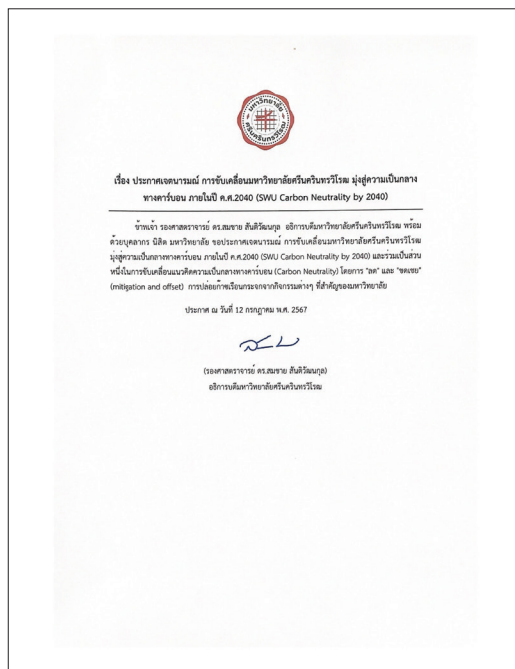 มหาวิทยาลัย
ศรีนครินทรวิโรฒ
เรื่อง ประกาศเจตนารมณ์ การขับเคลื่อนมหาวิทยาลัยศรีนครินทรวิโรฒ มุ่งสู่ความเป็นกลาง
ทางคาร์บอน ภายในปี ค.ศ.2040 (SWU Carbon Neutrality by 2040)
ข้าพเจ้า รองศาสตราจารย์ ดร.สมชาย สันติวัฒนกุล อธิการบดีมหาวิทยาลัยศรีนครินทรวิโรฒ พร้อม
ด้วยบุคลากร นิสิต มหาวิทยาลัย ขอประกาศเจตนารมณ์ การขับเคลื่อนมหาวิทยาลัยศรีนครินทรวิโรฒ
มุ่งสู่ความเป็นกลางทางคาร์บอน ภายในปี ค.ศ.2040 (SWU Carbon Neutrality by 2040) และร่วมเป็นส่วน
หนึ่งในการขับเคลื่อนแนวคิดความเป็นกลางทางคาร์บอน (Carbon Neutrality) โดยการ "ลด" และ "ชดเชย"
(mitigation and offset) การปล่อยก๊าซเรือนกระจกจากกิจกรรมต่างๆ ที่สำคัญของมหาวิทยาลัย
ประกาศ ณ วันที่ 12 กรกฎาคม พ.ศ. 2567
(รองศาสตราจารย์ ดร.สมชาย สันติวัฒนกุล)
อธิการบดีมหาวิทยาลัยศรีนครินทรวิโรฒ